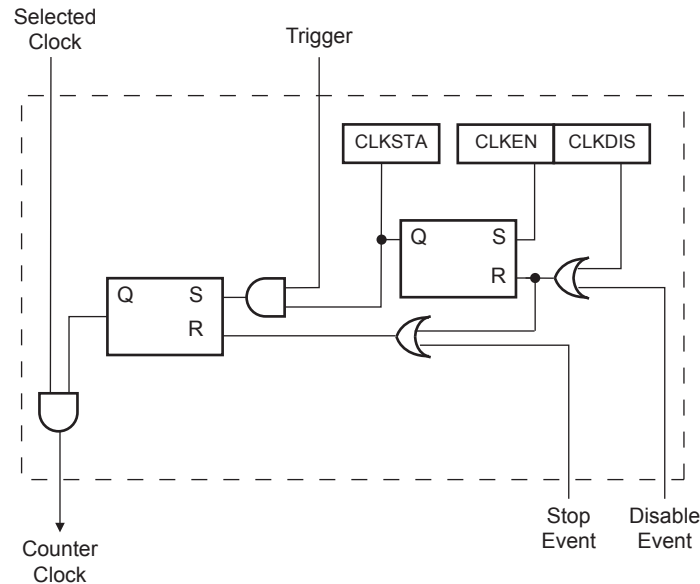 Selected
Clock
Trigger
CLKSTA
CLKEN
CLKDIS
Q
S
R
Q
S
R
Stop
Event
Disable
Event
Counter
Clock